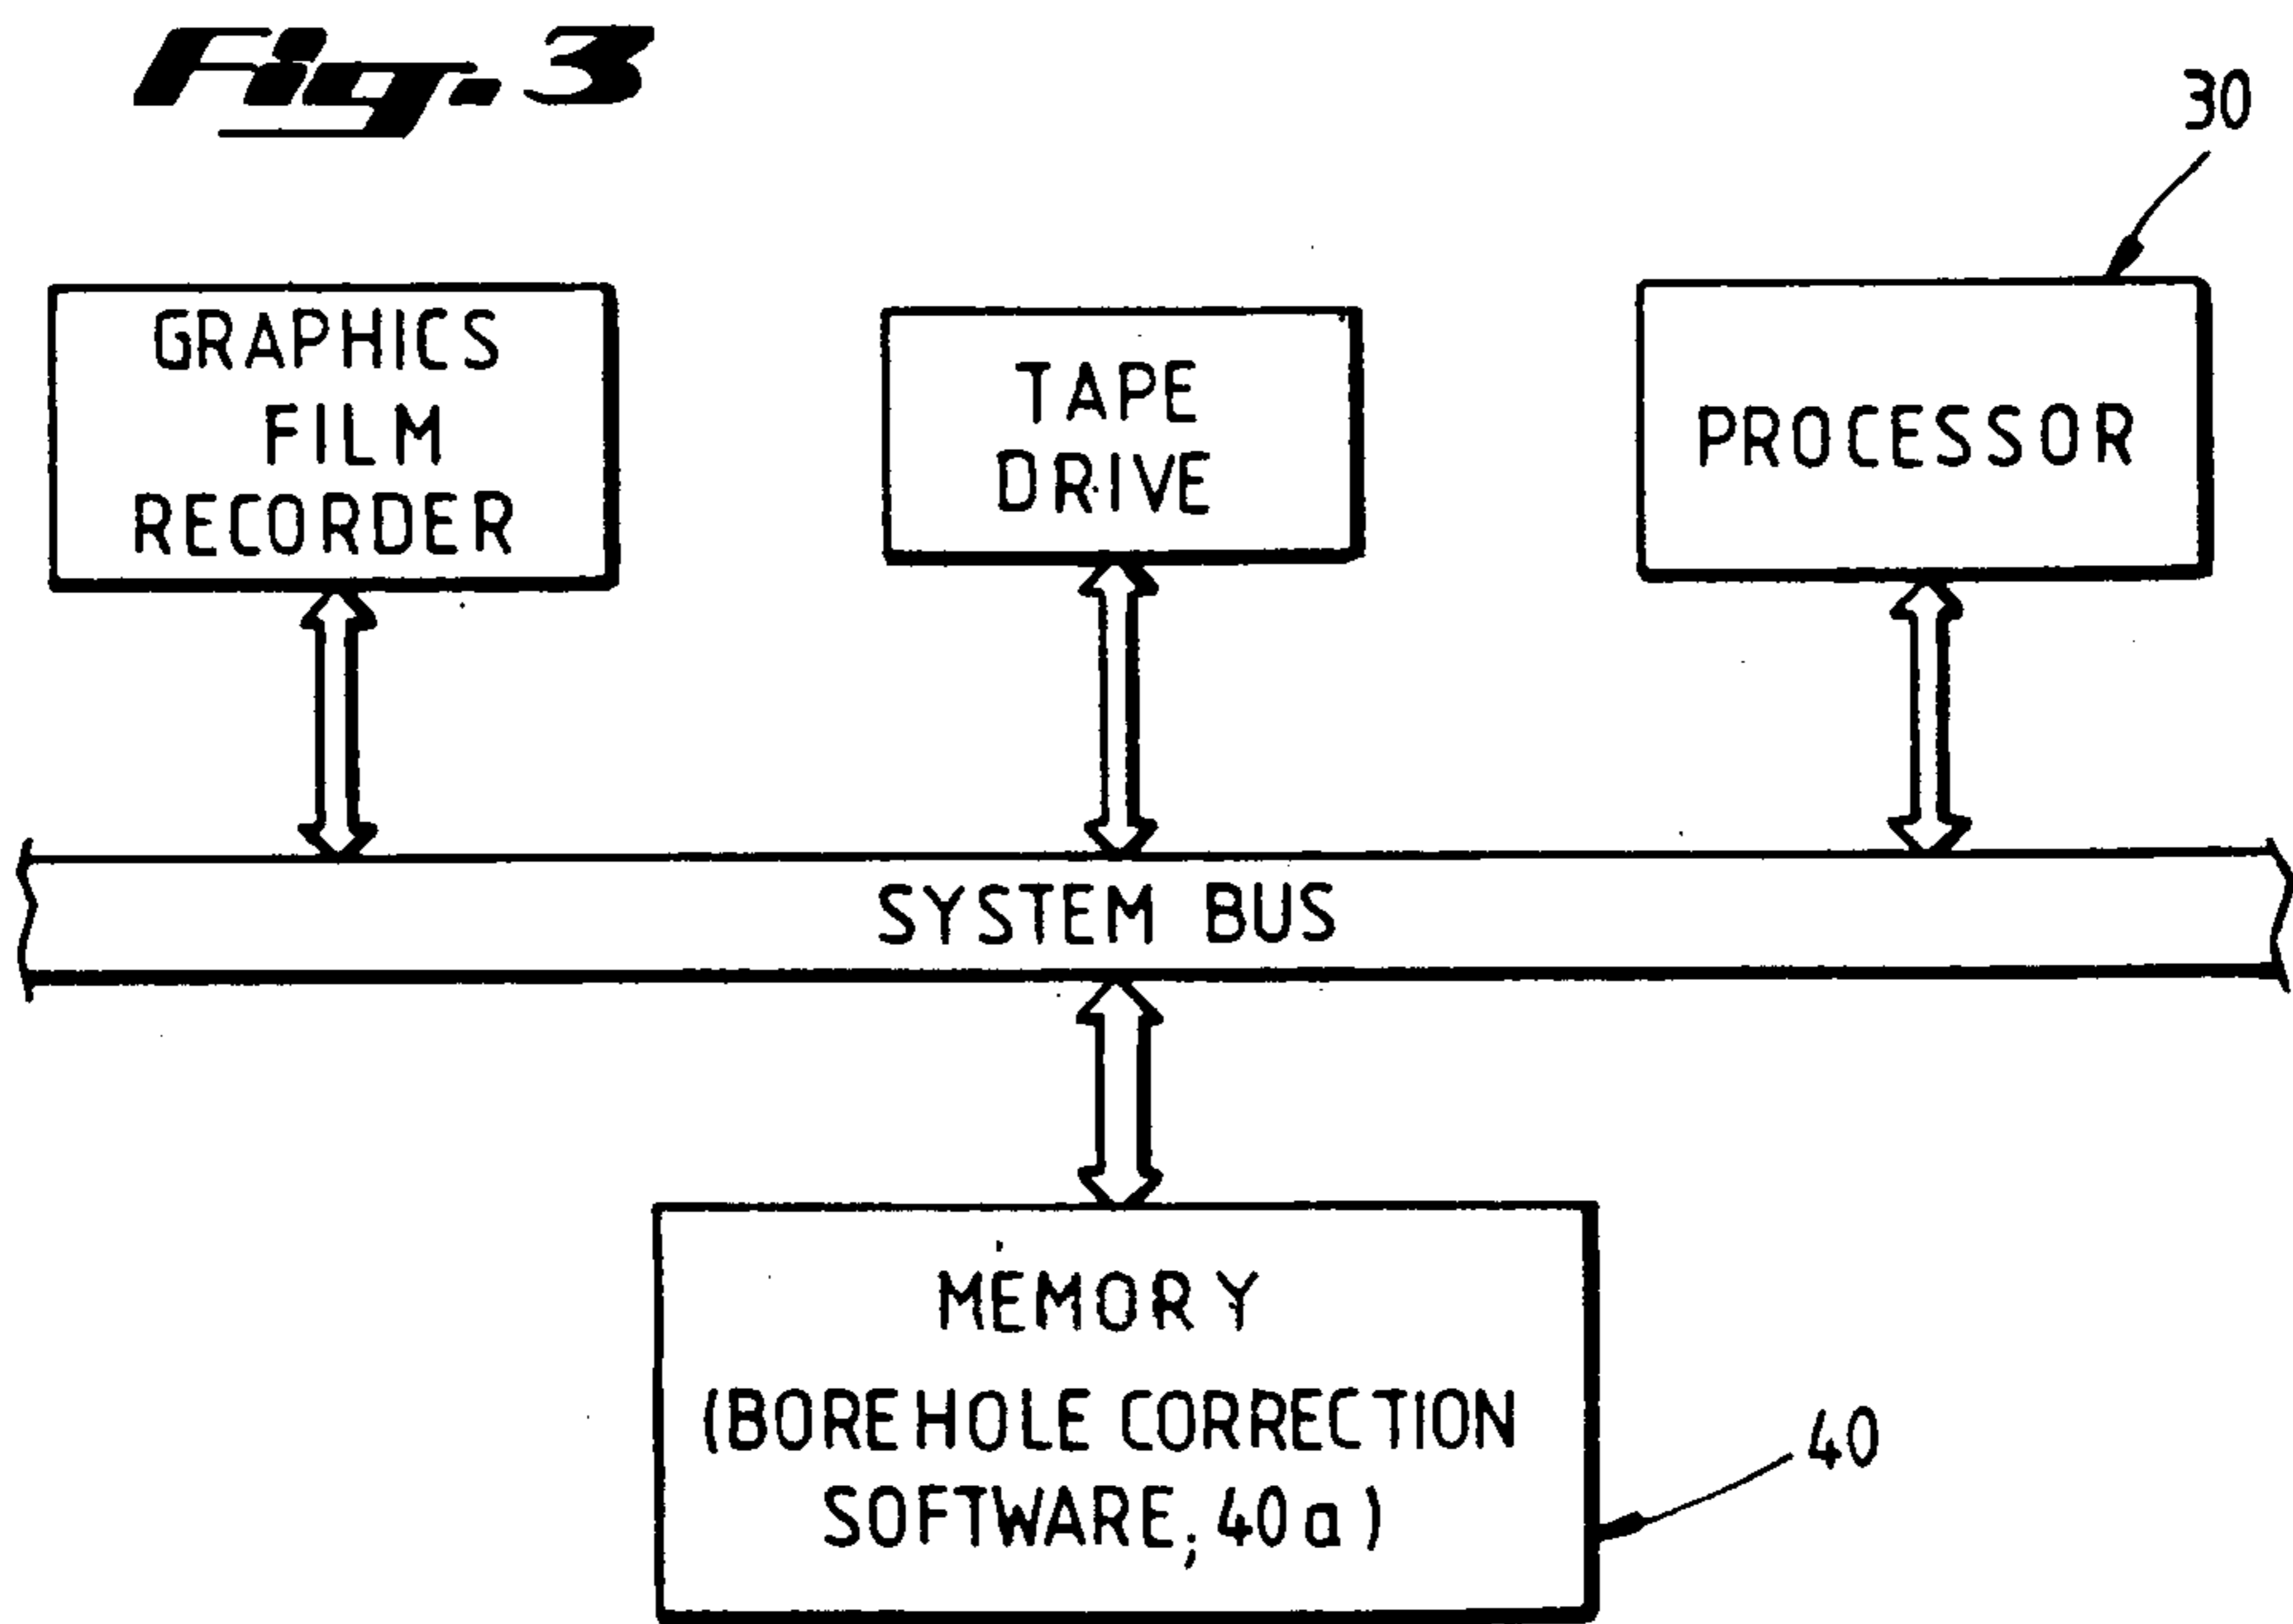 Fig. 3
30
GRAPHICS
FILM
RECORDER
TAPE
DRIVE
PROCESSOR
SYSTEM BUS
MEMORY
(BOREHOLE CORRECTION
SOFTWARE, 40a)
40